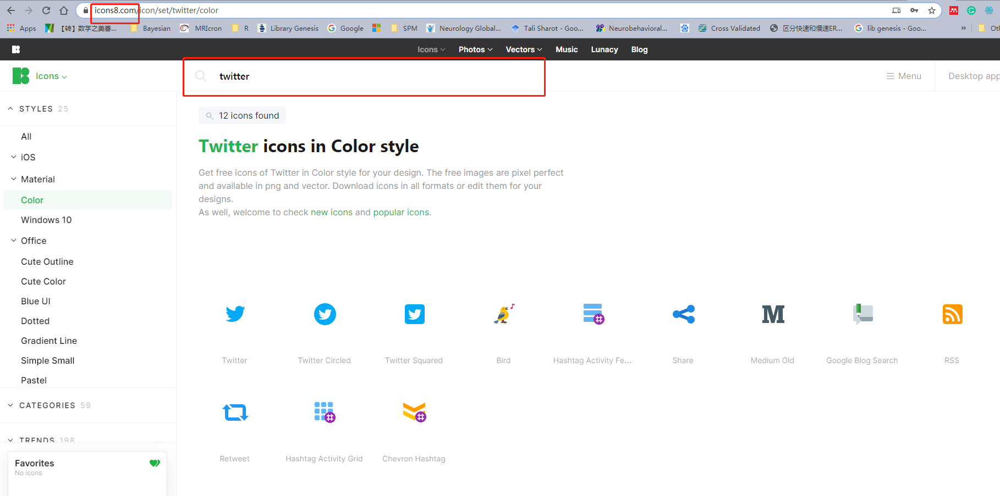 icons8.com/icon/set/twitter/color
Apps 【转】数学之美番... Bayesian MRIcron R Library Genesis Google SPM Neurology Global... Tali Sharot - Goo... Neurobehavioral... Cross Validated 区分快速和慢速ER... lib genesis - Goo... » Oth
Icons Photos Vectors Music Lunacy Blog
Icons twitter Menu Desktop app
STYLES 25
All
iOS
Material
Color
Windows 10
Office
Cute Outline
Cute Color
Blue UI
Dotted
Gradient Line
Simple Small
Pastel
CATEGORIES 59
TRENDS 198
Favorites
No icons
12 icons found
Twitter icons in Color style
Get free icons of Twitter in Color style for your design. The free images are pixel perfect
and available in png and vector. Download icons in all formats or edit them for your
designs.
As well, welcome to check new icons and popular icons.
Twitter Twitter Circled Twitter Squared Bird Hashtag Activity Fe... Share Medium Old Google Blog Search RSS
Retweet Hashtag Activity Grid Chevron Hashtag